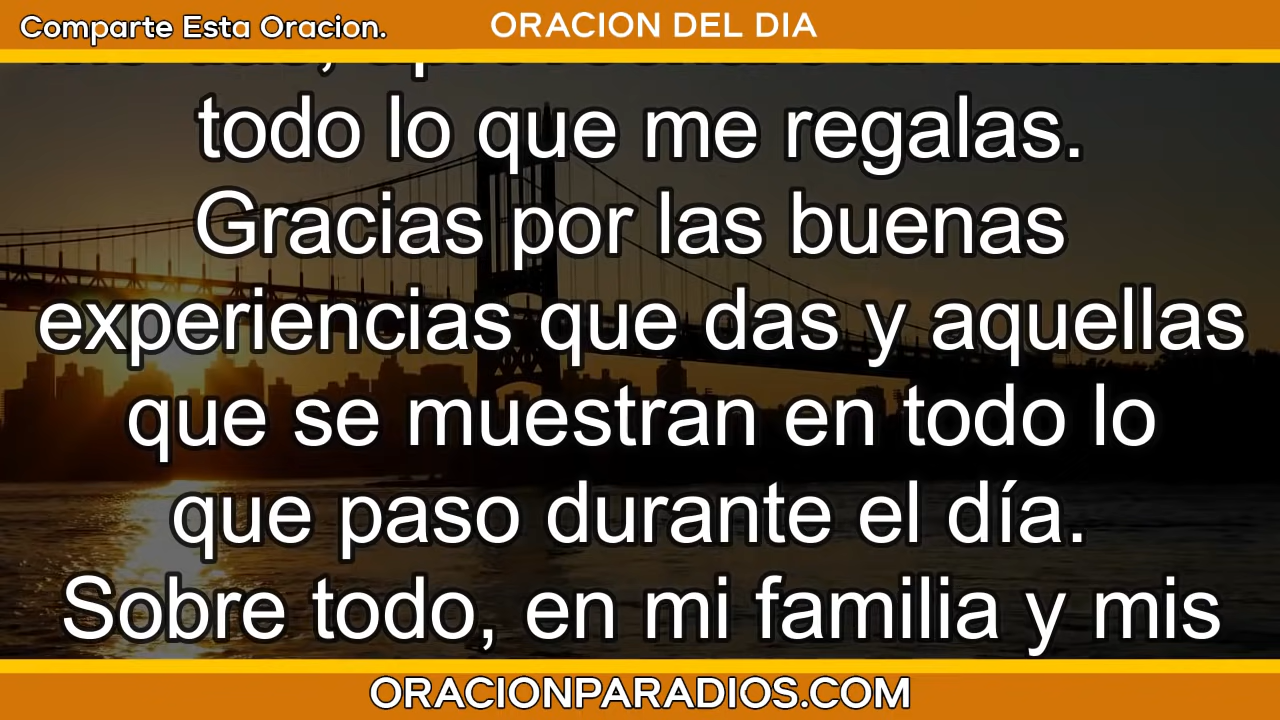 Comparte Esta Oracion.
ORACION DEL DIA
todo lo que me regalas.
Gracias por las buenas
experiencias que das y aquellas
que se muestran en todo lo
que paso durante el día.
Sobre todo, en mi familia y mis
ORACIONPARADIOS.COM